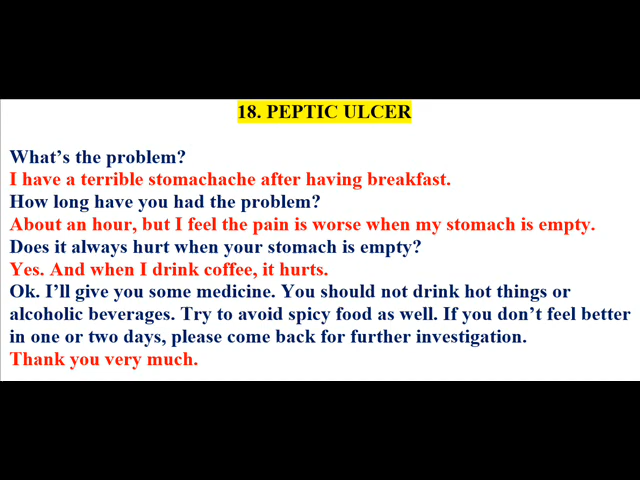 18. PEPTIC ULCER
What’s the problem?
I have a terrible stomachache after having breakfast.
How long have you had the problem?
About an hour, but I feel the pain is worse when my stomach is empty.
Does it always hurt when your stomach is empty?
Yes. And when I drink coffee, it hurts.
Ok. I’ll give you some medicine. You should not drink hot things or
alcoholic beverages. Try to avoid spicy food as well. If you don’t feel better
in one or two days, please come back for further investigation.
Thank you very much.